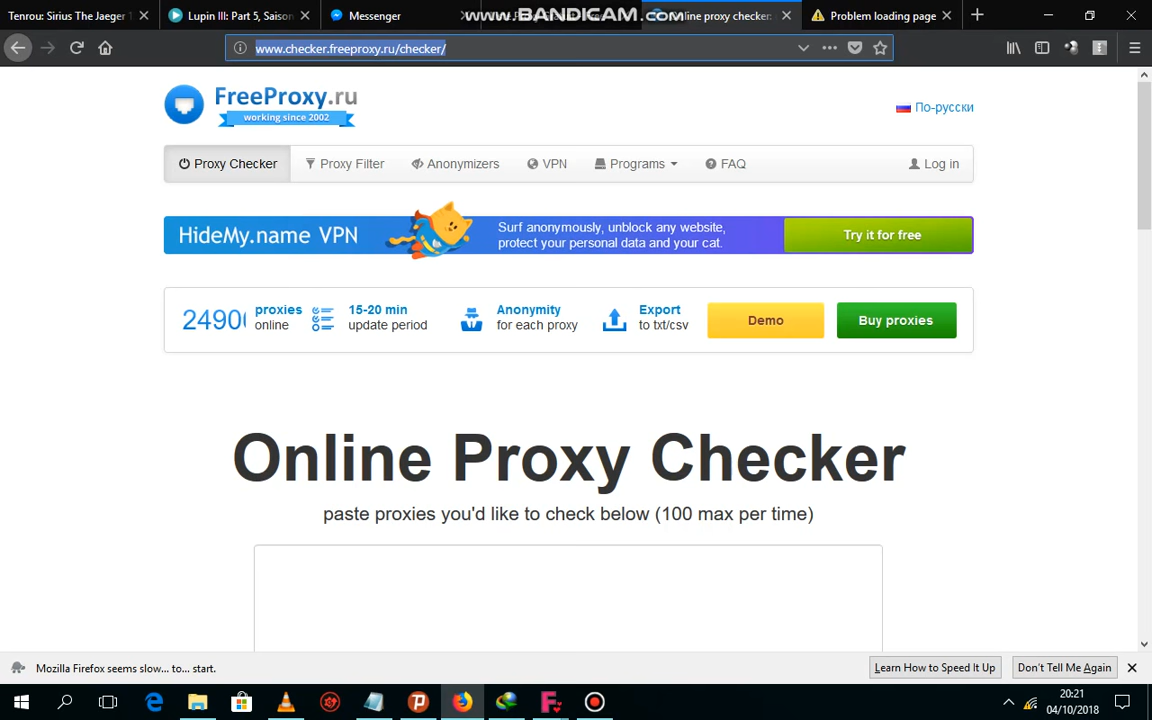 Tenrou: Sirius The Jaeger
Lupin III: Part 5, Saison
Messenger
www.BANDICAM.com
Online proxy checker:
Problem loading page
www.checker.freeproxy.ru/checker/
FreeProxy.ru
working since 2002
По-русски
Proxy Checker
Proxy Filter
Anonymizers
VPN
Programs
FAQ
Log in
HideMy.name VPN
Surf anonymously, unblock any website,
protect your personal data and your cat.
Try it for free
2490
proxies
online
15-20 min
update period
Anonymity
for each proxy
Export
to txt/csv
Demo
Buy proxies
Online Proxy Checker
paste proxies you'd like to check below (100 max per time)
Mozilla Firefox seems slow... to... start.
Learn How to Speed It Up
Don't Tell Me Again
20:21
04/10/2018